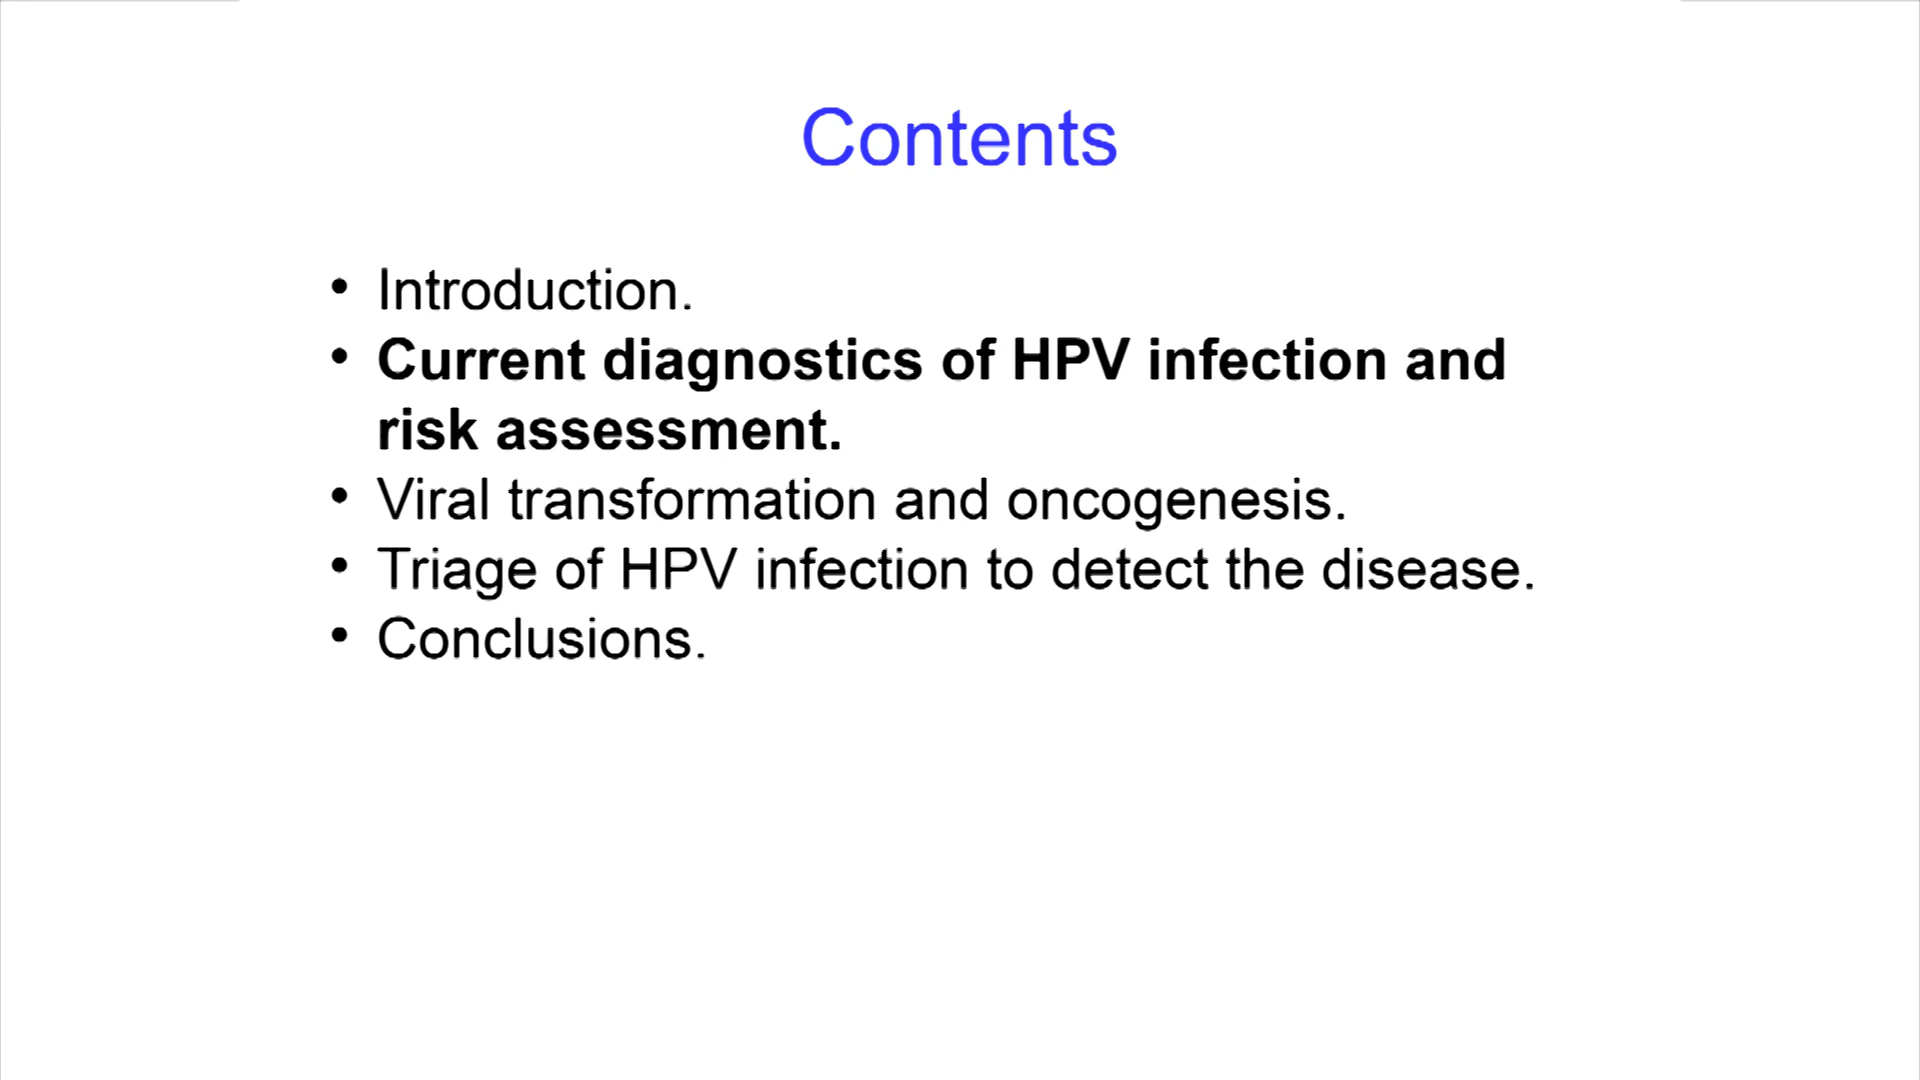 Contents
• Introduction.
• Current diagnostics of HPV infection and
risk assessment.
• Viral transformation and oncogenesis.
• Triage of HPV infection to detect the disease.
• Conclusions.